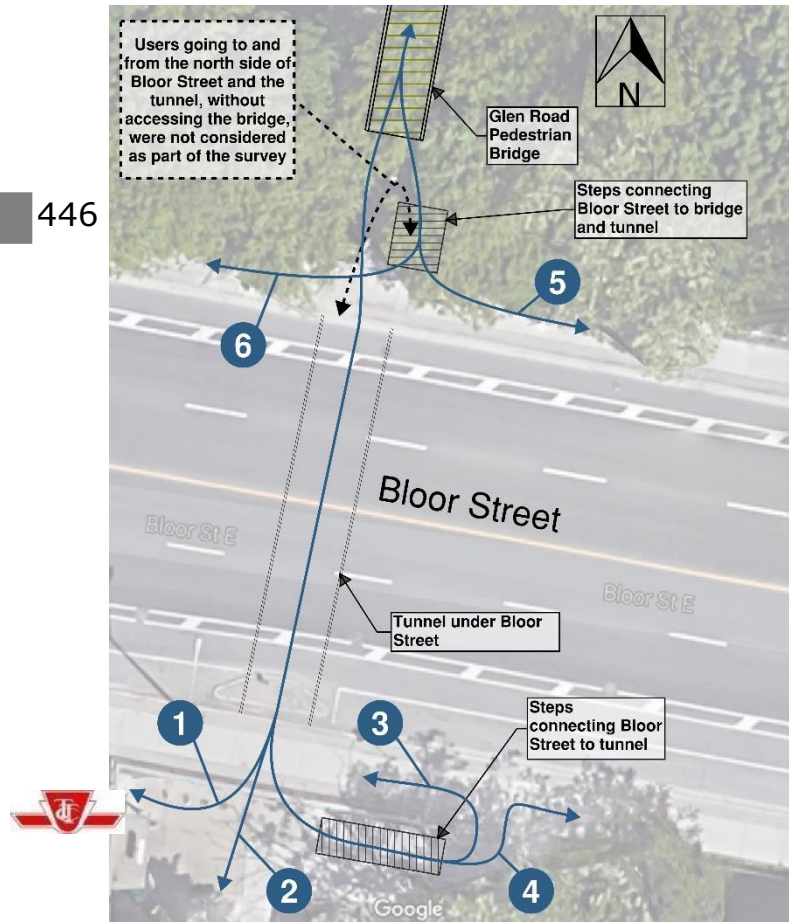 Users going to and
from the north side of
Bloor Street and the
tunnel, without
accessing the bridge,
were not considered
as part of the survey
N
Glen Road
Pedestrian
Bridge
Steps connecting
Bloor Street to bridge
and tunnel
446
5
6
Bloor Street
Bloor St E
Bloor St E
Tunnel under Bloor
Street
Steps
connecting Bloor
Street to tunnel
1
3
TTC
2
4
Google